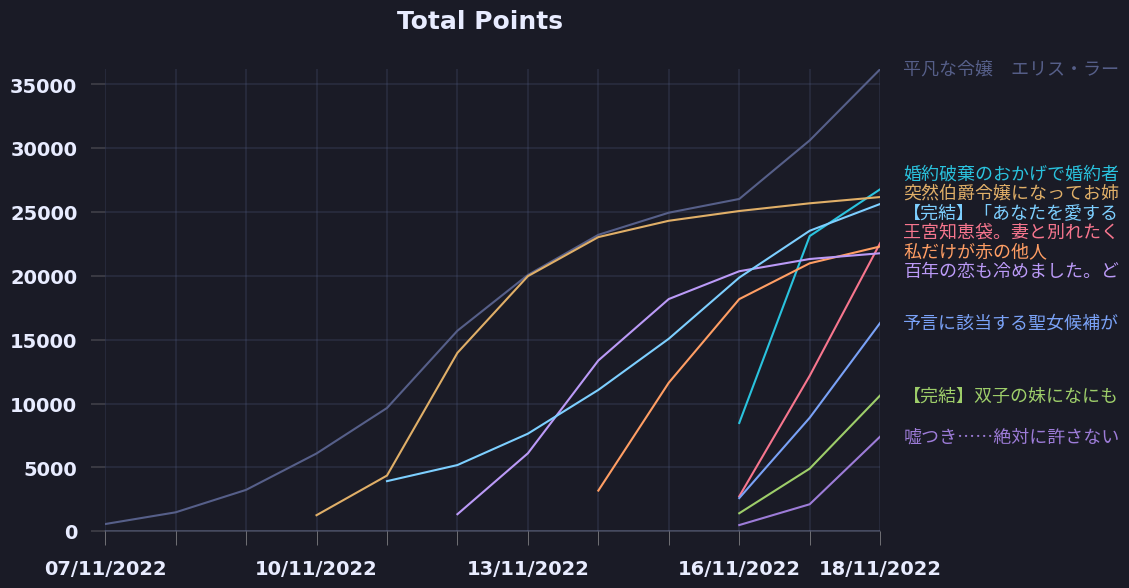 Total Points
35000
30000
25000
20000
15000
10000
5000
0
07/11/2022
10/11/2022
13/11/2022
16/11/2022
18/11/2022
平凡な令嬢　エリス・ラー
婚約破棄のおかげで婚約者
突然伯爵令嬢になってお姉
【完結】「あなたを愛する
王宮知恵袋。妻と別れたく
私だけが赤の他人
百年の恋も冷めました。ど
予言に該当する聖女候補が
【完結】双子の妹になにも
嘘つき……絶対に許さない